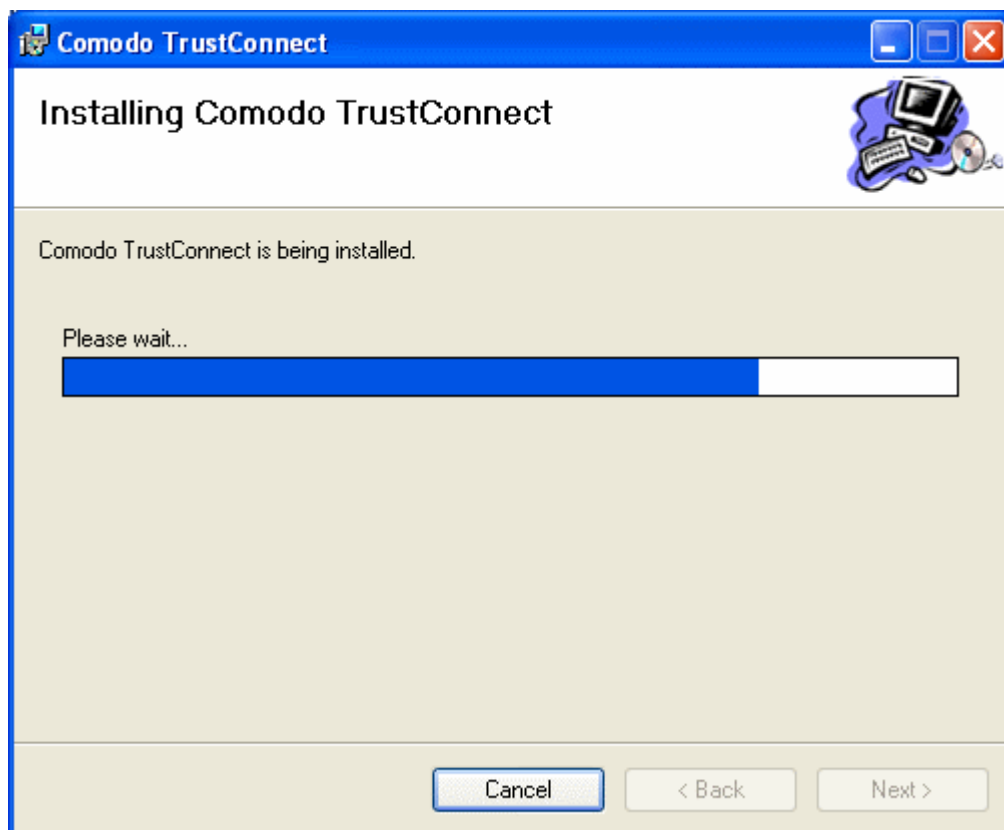 Comodo TrustConnect
Installing Comodo TrustConnect
Comodo TrustConnect is being installed.
Please wait...
Cancel
< Back
Next >